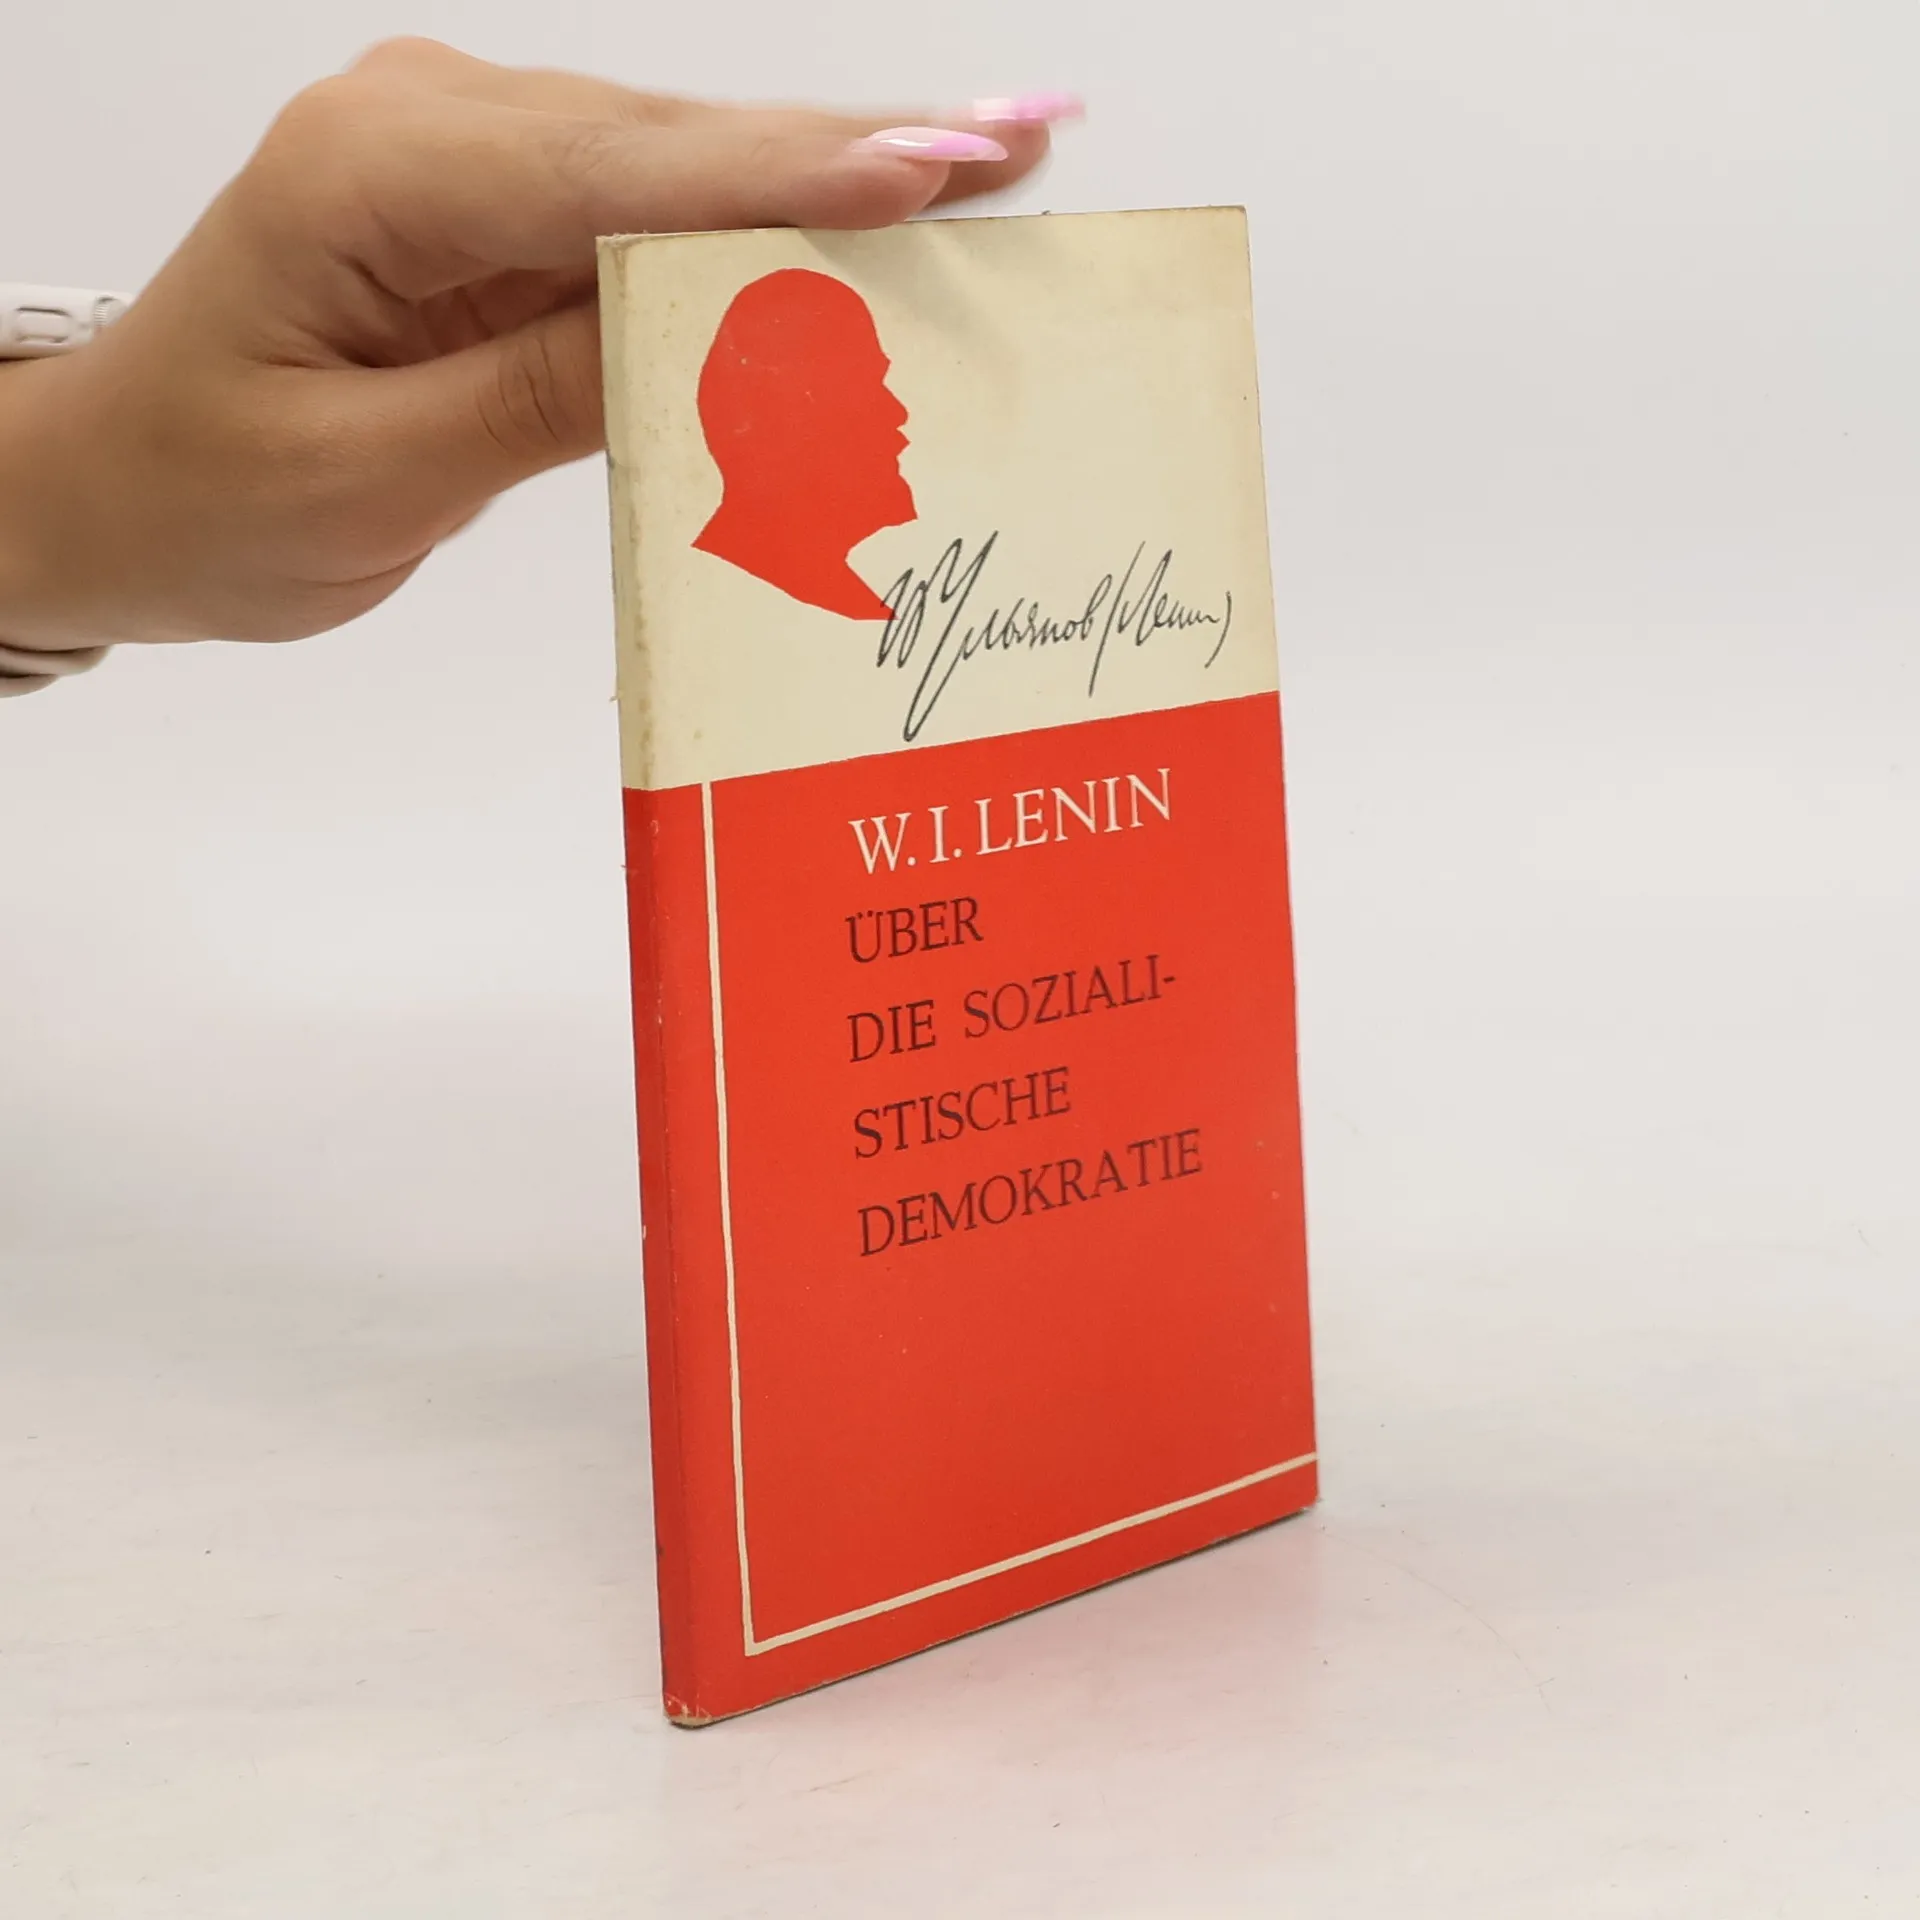 В Ульянов (Ленин)
W. I. LENIN
ÜBER
DIE SOZIALI-
STISCHE
DEMOKRATIE